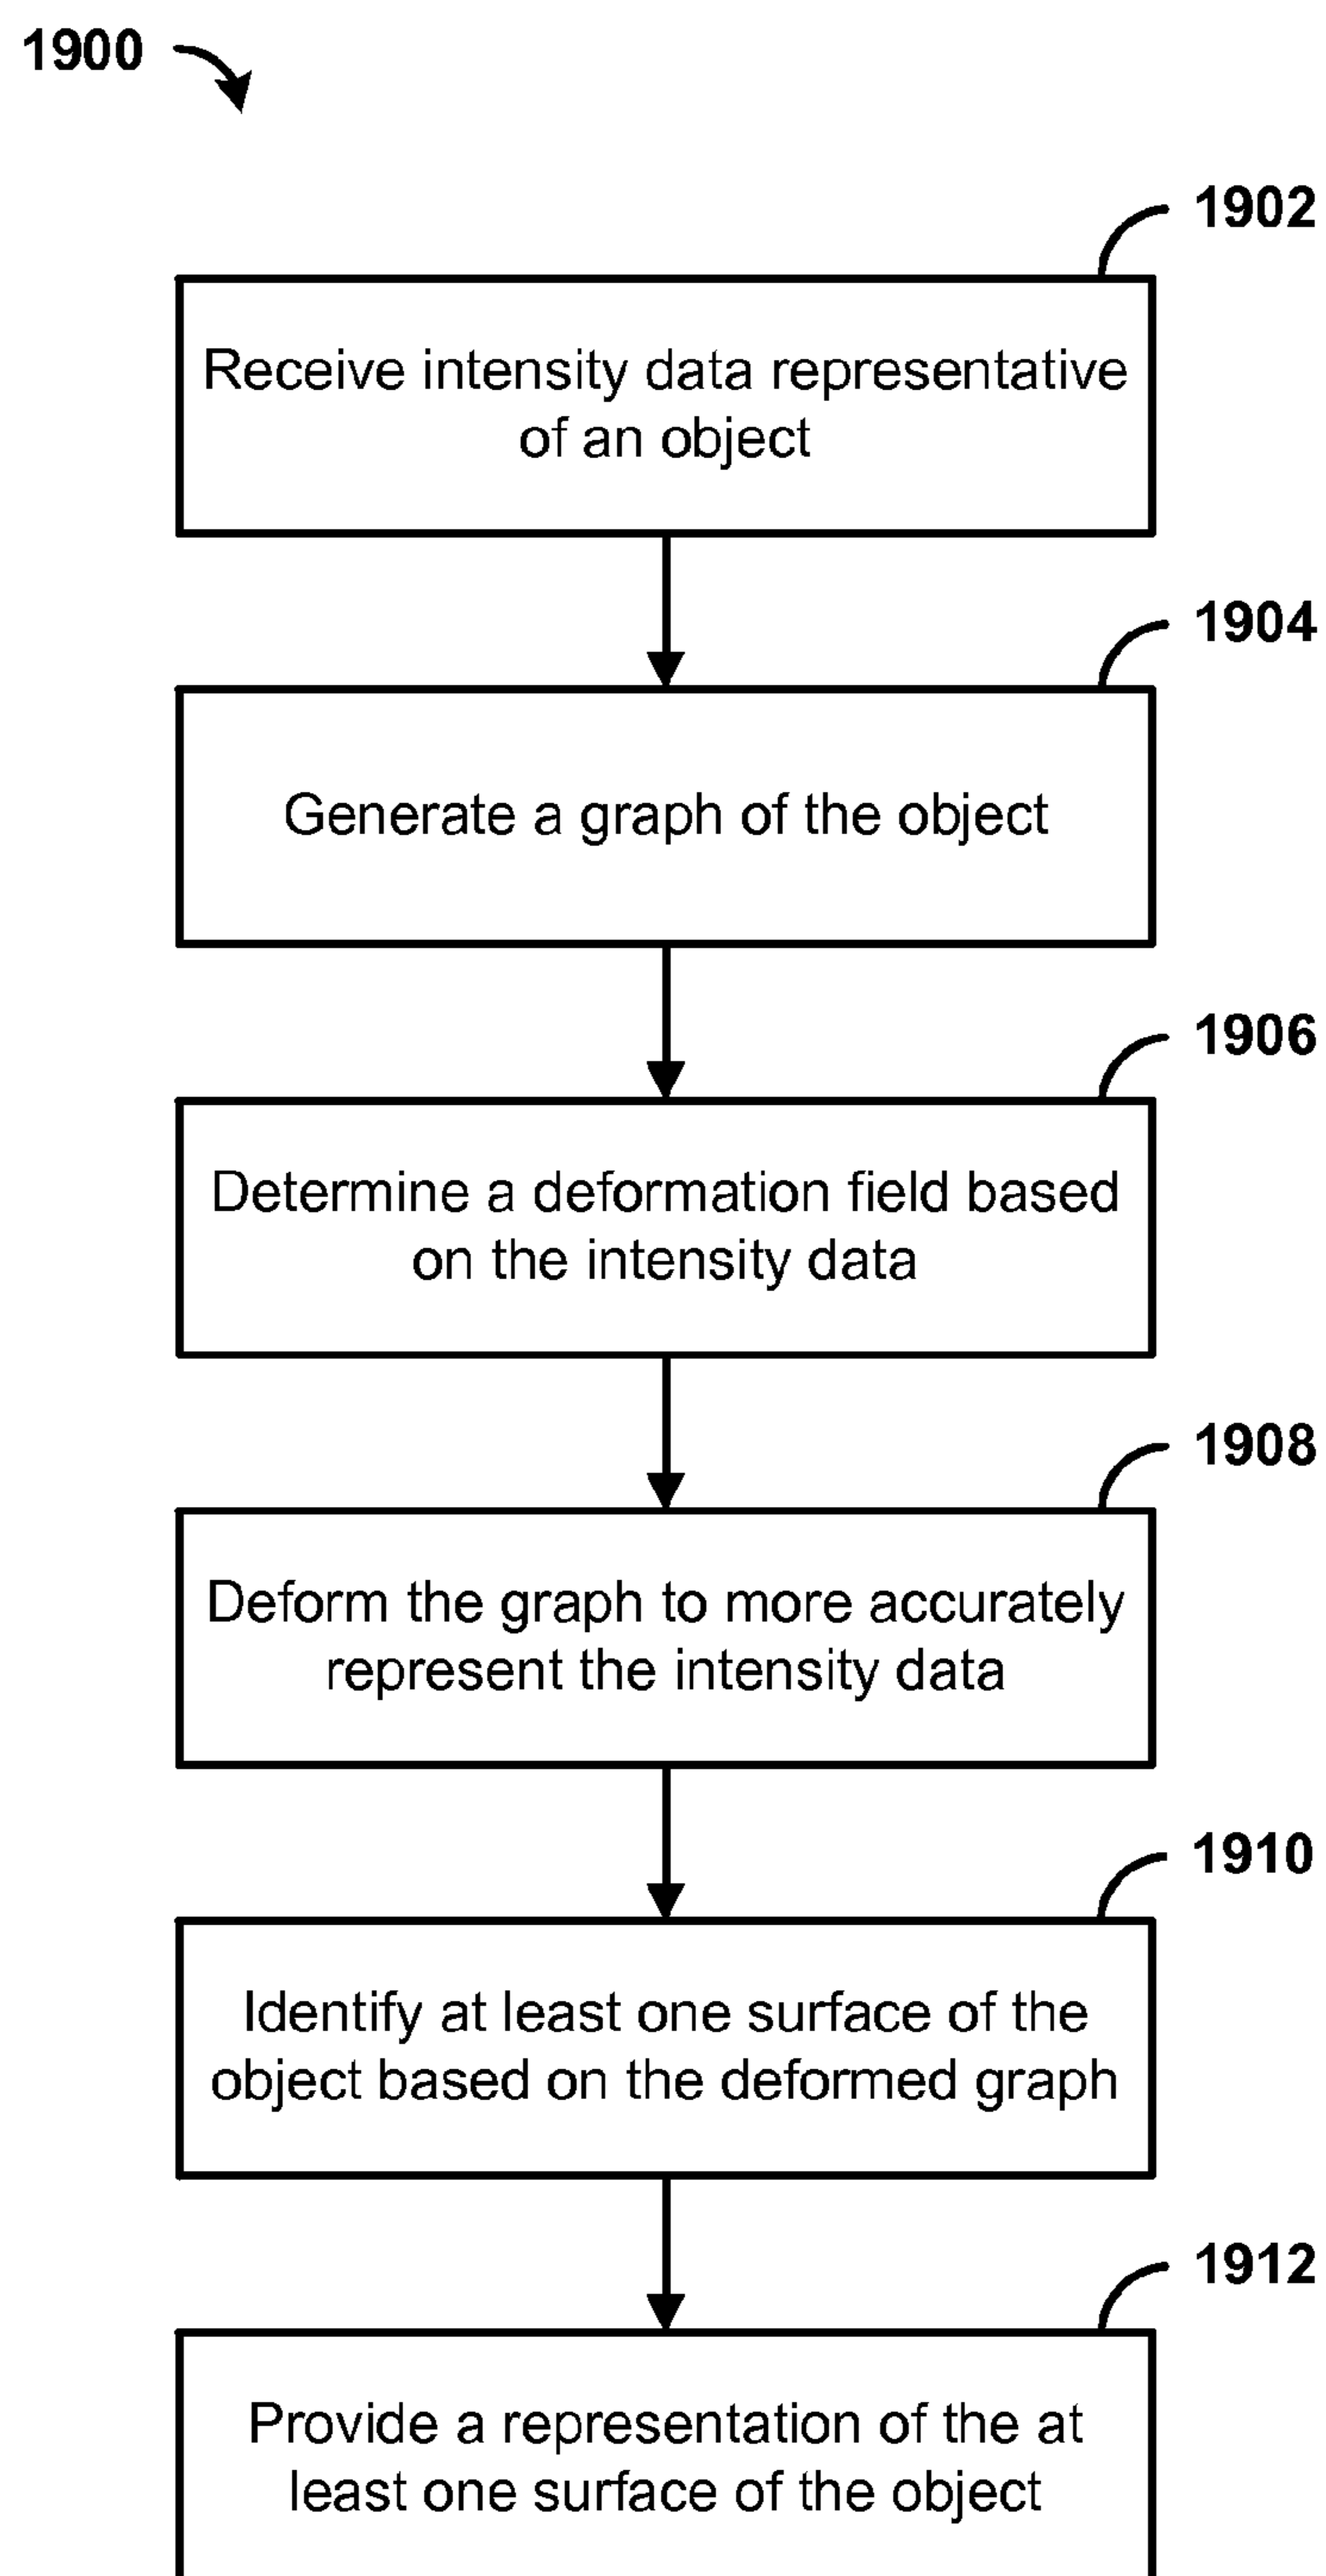 1900
1902
Receive intensity data representative
of an object
1904
Generate a graph of the object
1906
Determine a deformation field based
on the intensity data
1908
Deform the graph to more accurately
represent the intensity data
1910
Identify at least one surface of the
object based on the deformed graph
1912
Provide a representation of the at
least one surface of the object